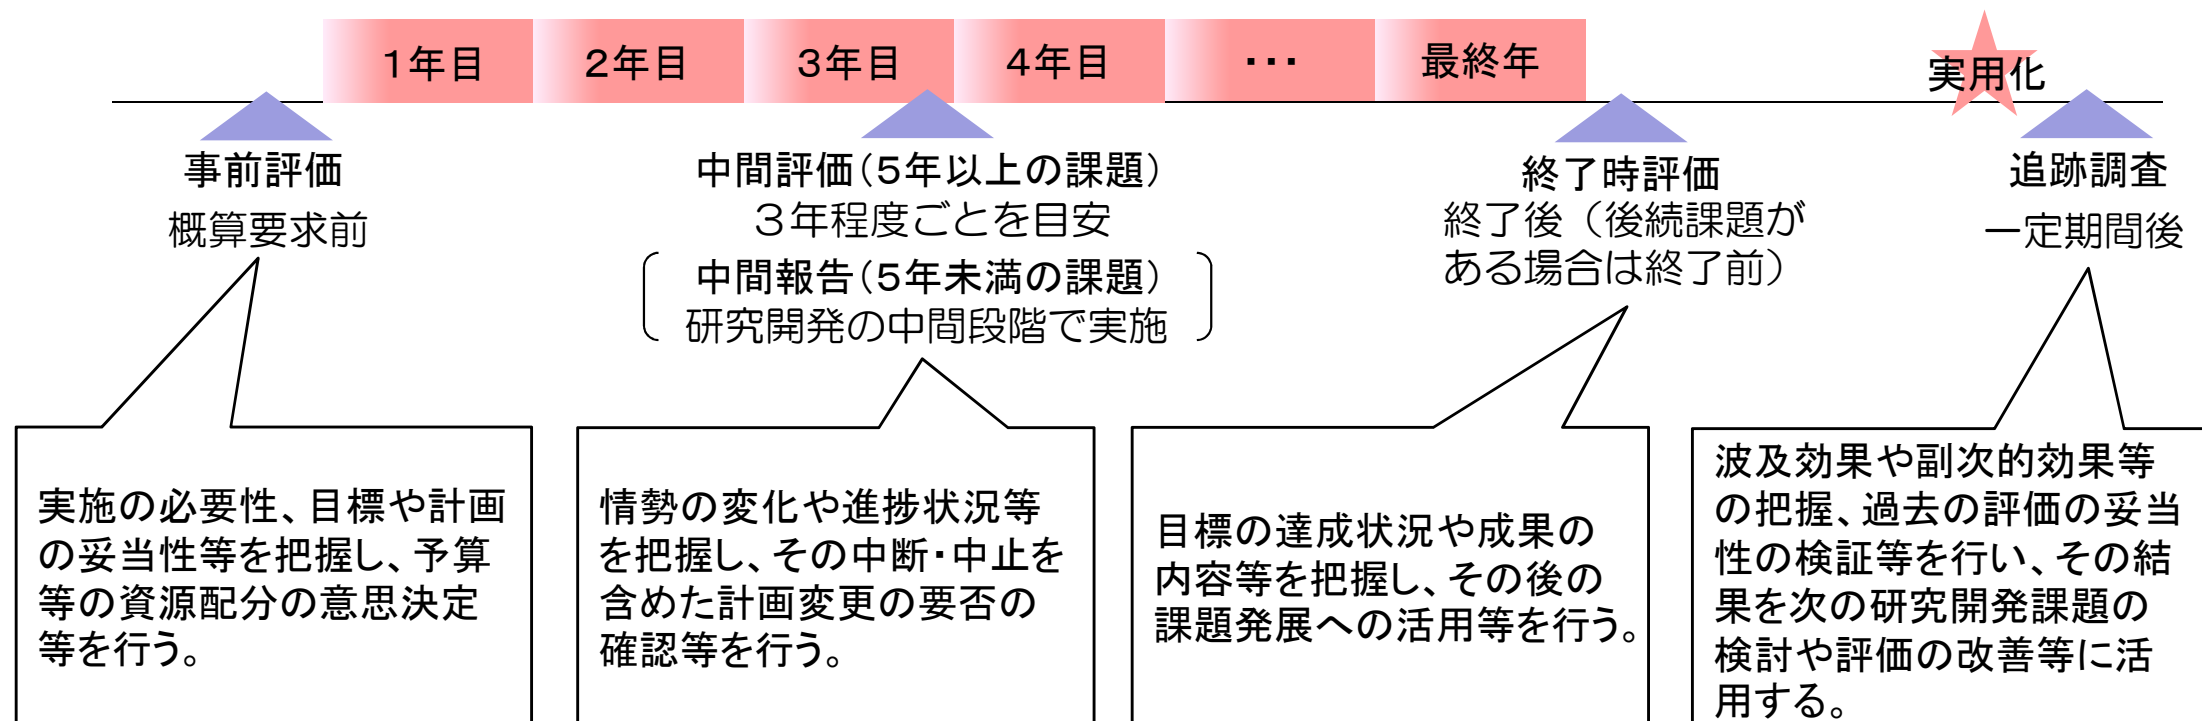 1年目
2年目
3年目
4年目
・・・
最終年
実用化
事前評価
概算要求前
中間評価(5年以上の課題)
3年程度ごとを目安
中間報告(5年未満の課題)
研究開発の中間段階で実施
終了時評価
終了後（後続課題が
ある場合は終了前）
追跡調査
一定期間後
実施の必要性、目標や計画
の妥当性等を把握し、予算
等の資源配分の意思決定
等を行う。
情勢の変化や進捗状況等
を把握し、その中断・中止を
含めた計画変更の要否の
確認等を行う。
目標の達成状況や成果の
内容等を把握し、その後の
課題発展への活用等を行う。
波及効果や副次的効果等
の把握、過去の評価の妥当
性の検証等を行い、その結
果を次の研究開発課題の
検討や評価の改善等に活
用する。